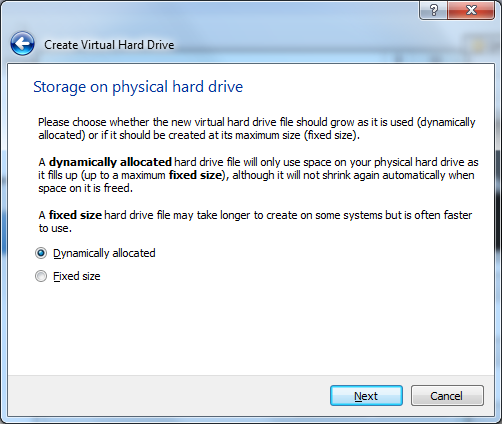 ?
Create Virtual Hard Drive
Storage on physical hard drive
Please choose whether the new virtual hard drive file should grow as it is used (dynamically
allocated) or if it should be created at its maximum size (fixed size).
A dynamically allocated hard drive file will only use space on your physical hard drive as
it fills up (up to a maximum fixed size), although it will not shrink again automatically when
space on it is freed.
A fixed size hard drive file may take longer to create on some systems but is often faster
to use.
Dynamically allocated
Fixed size
Next
Cancel